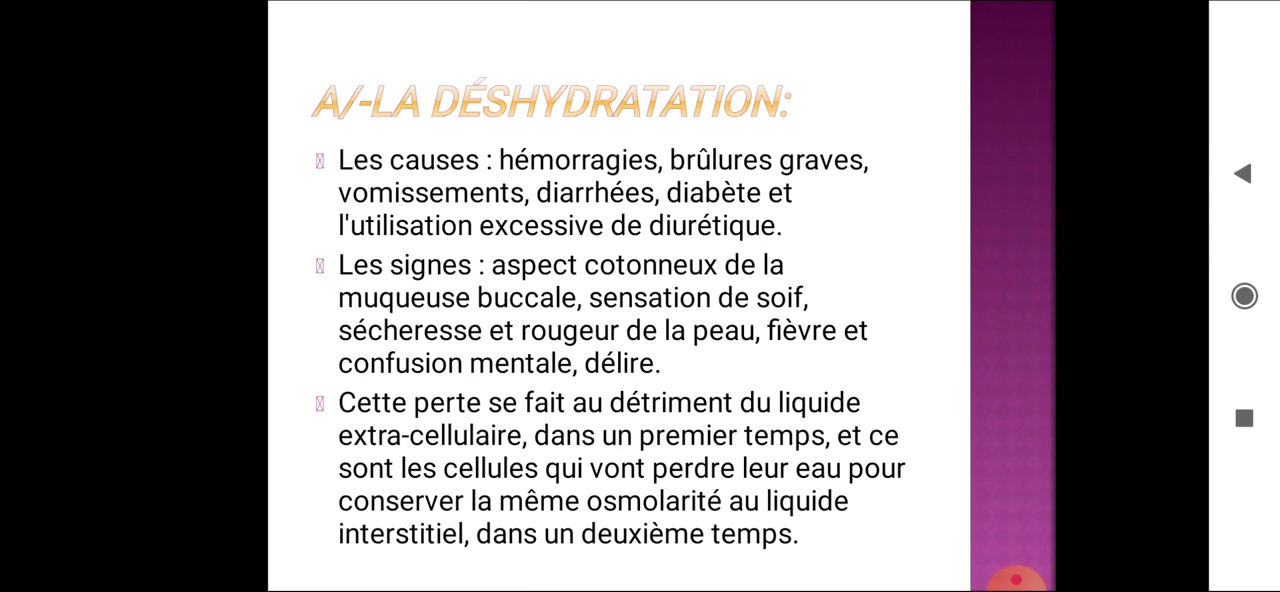 A/-LA DÉSHYDRATATION:
Les causes : hémorragies, brûlures graves,
vomissements, diarrhées, diabète et
l'utilisation excessive de diurétique.
Les signes : aspect cotonneux de la
muqueuse buccale, sensation de soif,
sécheresse et rougeur de la peau, fièvre et
confusion mentale, délire.
Cette perte se fait au détriment du liquide
extra-cellulaire, dans un premier temps, et ce
sont les cellules qui vont perdre leur eau pour
conserver la même osmolarité au liquide
interstitiel, dans un deuxième temps.